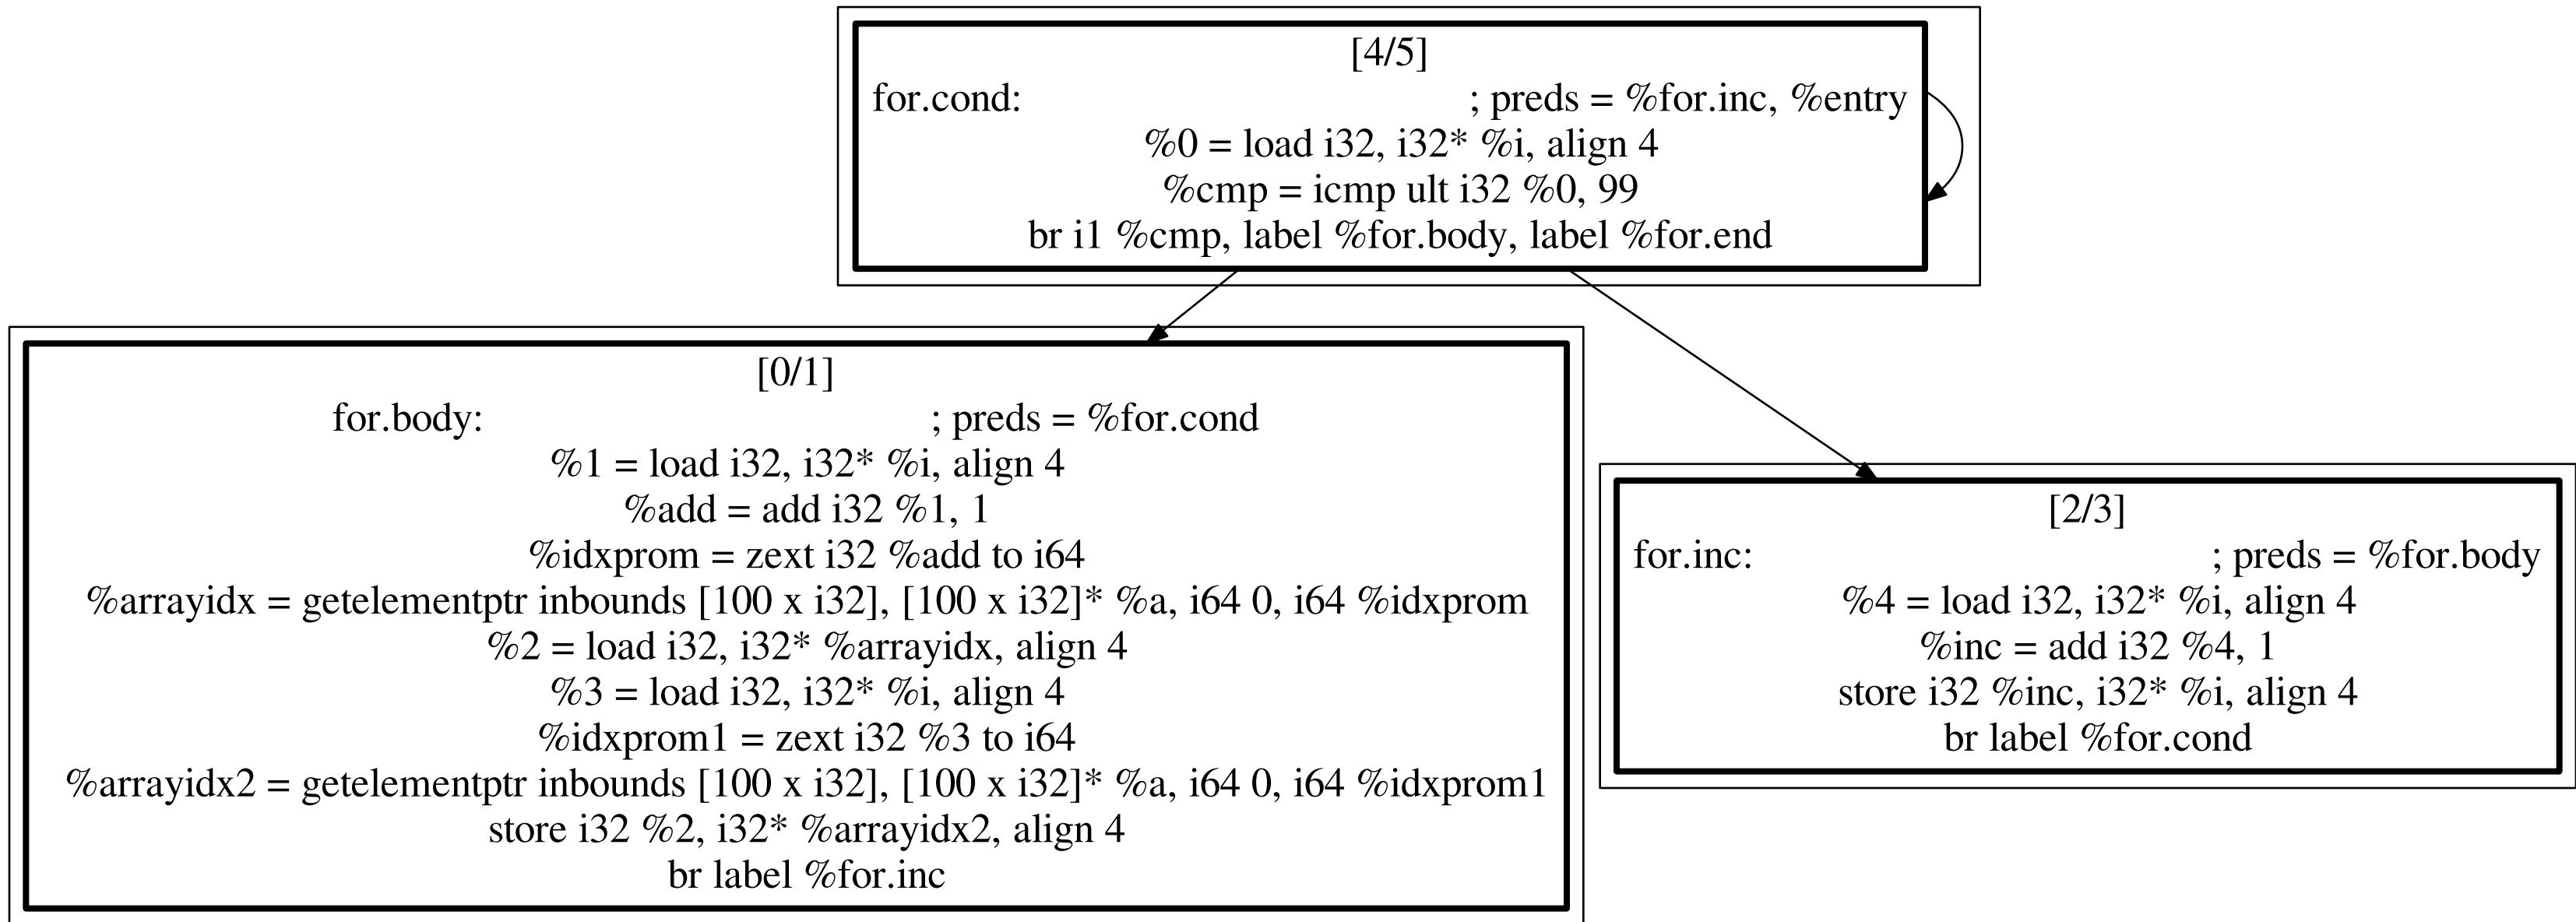 [4/5]
for.cond: ; preds = %for.inc, %entry
%0 = load i32, i32* %i, align 4
%cmp = icmp ult i32 %0, 99
br i1 %cmp, label %for.body, label %for.end
[0/1]
for.body: ; preds = %for.cond
%1 = load i32, i32* %i, align 4
%add = add i32 %1, 1
%idxprom = zext i32 %add to i64
%arrayidx = getelementptr inbounds [100 x i32], [100 x i32]* %a, i64 0, i64 %idxprom
%2 = load i32, i32* %arrayidx, align 4
%3 = load i32, i32* %i, align 4
%idxprom1 = zext i32 %3 to i64
%arrayidx2 = getelementptr inbounds [100 x i32], [100 x i32]* %a, i64 0, i64 %idxprom1
store i32 %2, i32* %arrayidx2, align 4
br label %for.inc
[2/3]
for.inc: ; preds = %for.body
%4 = load i32, i32* %i, align 4
%inc = add i32 %4, 1
store i32 %inc, i32* %i, align 4
br label %for.cond